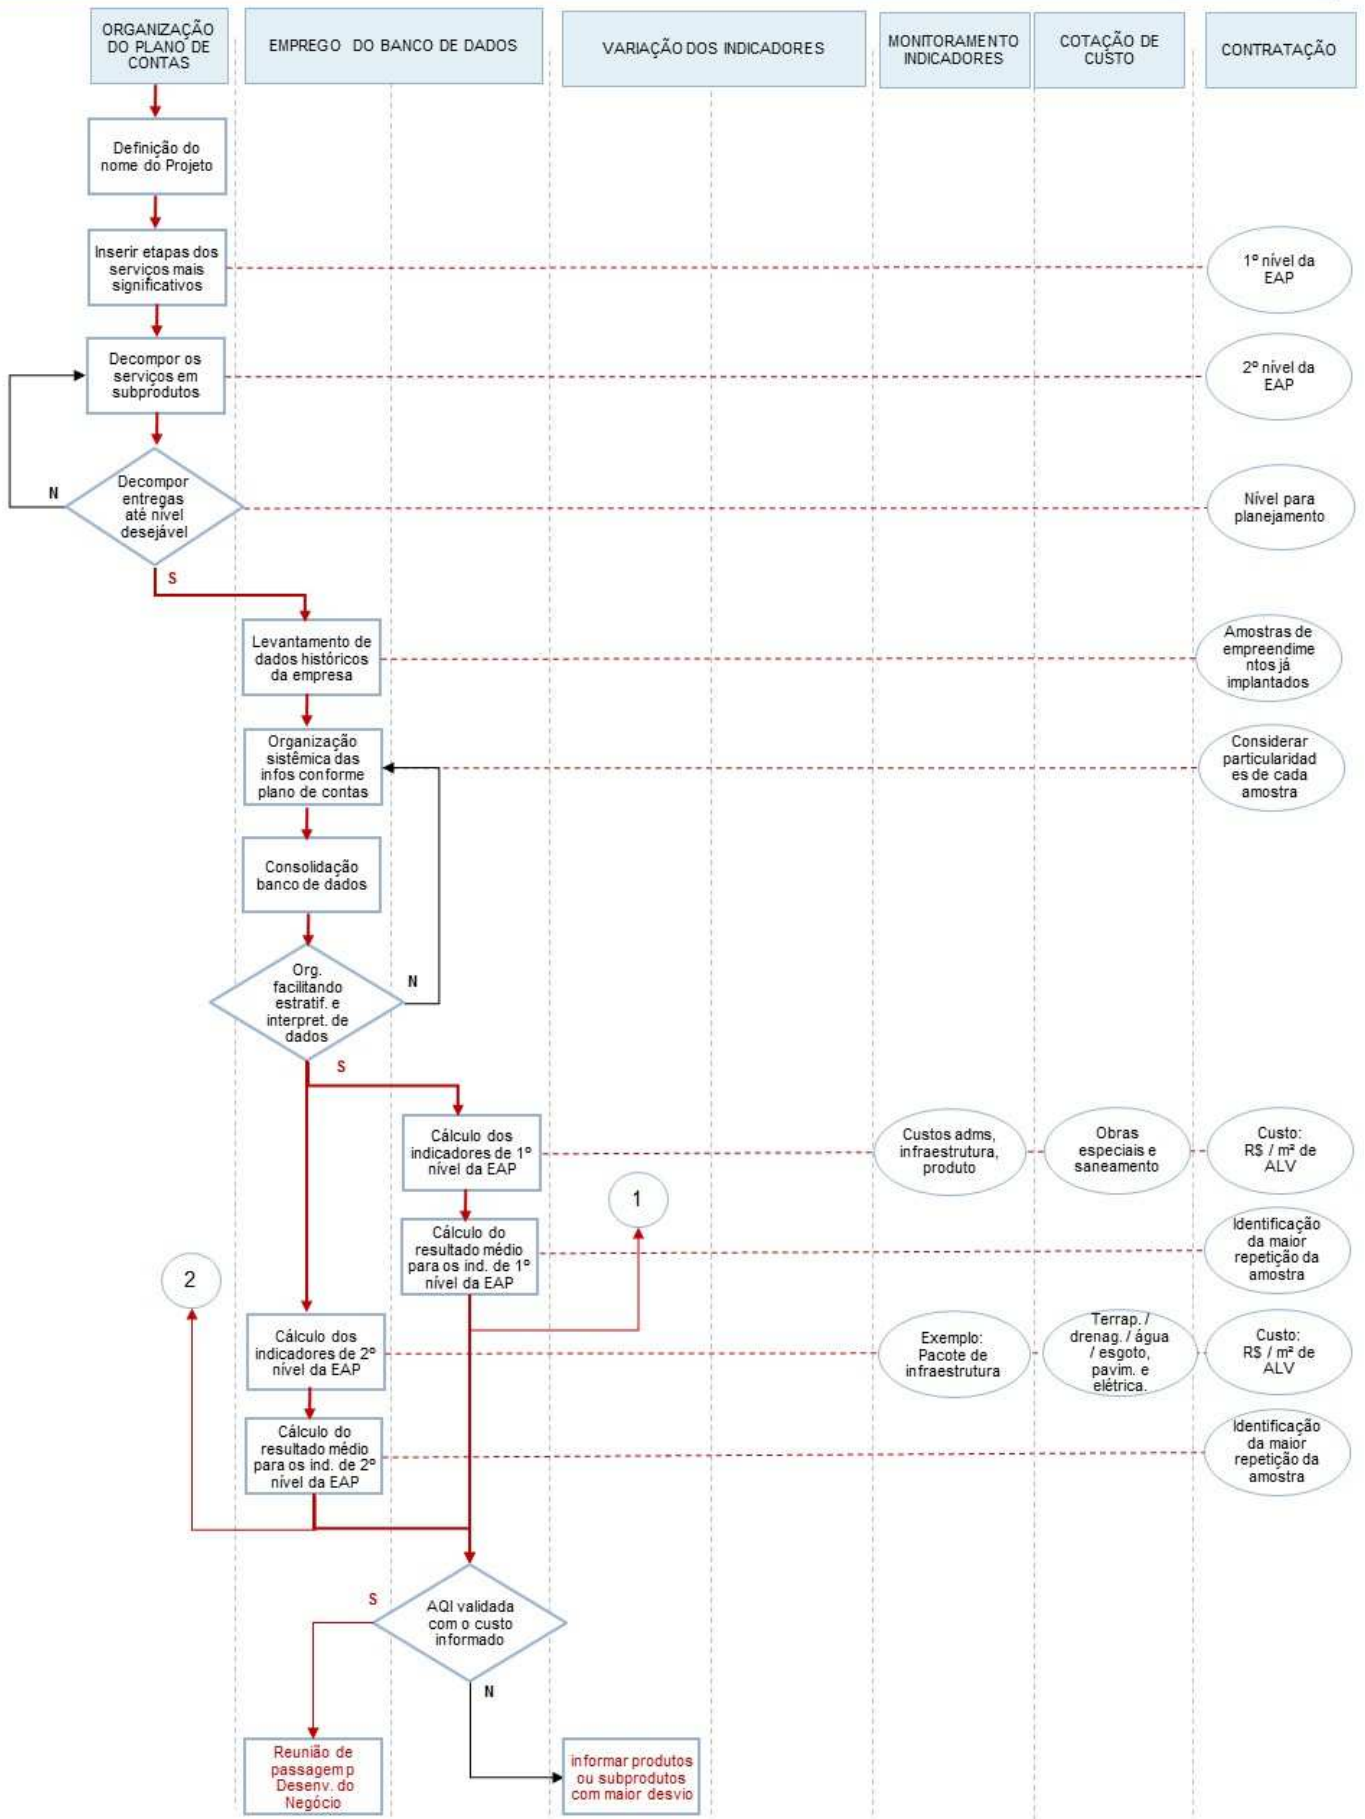 ORGANIZAÇÃO
DO PLANO DE
CONTAS
EMPREGO DO BANCO DE DADOS
VARIAÇÃO DOS INDICADORES
MONITORAMENTO
INDICADORES
COTAÇÃO DE
CUSTO
CONTRATAÇÃO
Definição do
nome do Projeto
Inserir etapas dos
serviços mais
significativos
1º nível da
EAP
Decompor os
serviços em
subprodutos
2º nível da
EAP
Decompor
entregas
até nível
desejável
N
Nível para
planejamento
S
Levantamento de
dados históricos
da empresa
Amostras de
empreendime
ntos já
implantados
Organização
sistêmica das
infos conforme
plano de contas
Considerar
particularidad
es de cada
amostra
Consolidação
banco de dados
Org.
facilitando
estratif. e
interpret. de
dados
N
S
Cálculo dos
indicadores de 1º
nível da EAP
Custos adms,
infraestrutura,
produto
Obras
especiais e
saneamento
Custo:
R$ / m² de
ALV
1
Cálculo do
resultado médio
para os ind. de 1º
nível da EAP
Identificação
da maior
repetição da
amostra
2
Cálculo dos
indicadores de 2º
nível da EAP
Exemplo:
Pacote de
infraestrutura
Terrap. /
drenag. / água
/ esgoto,
pavim. e
elétrica.
Custo:
R$ / m² de
ALV
Cálculo do
resultado médio
para os ind. de 2º
nível da EAP
Identificação
da maior
repetição da
amostra
S
AQI validada
com o custo
informado
N
Reunião de
passagem p
Desenv. do
Negócio
informar produtos
ou subprodutos
com maior desvio